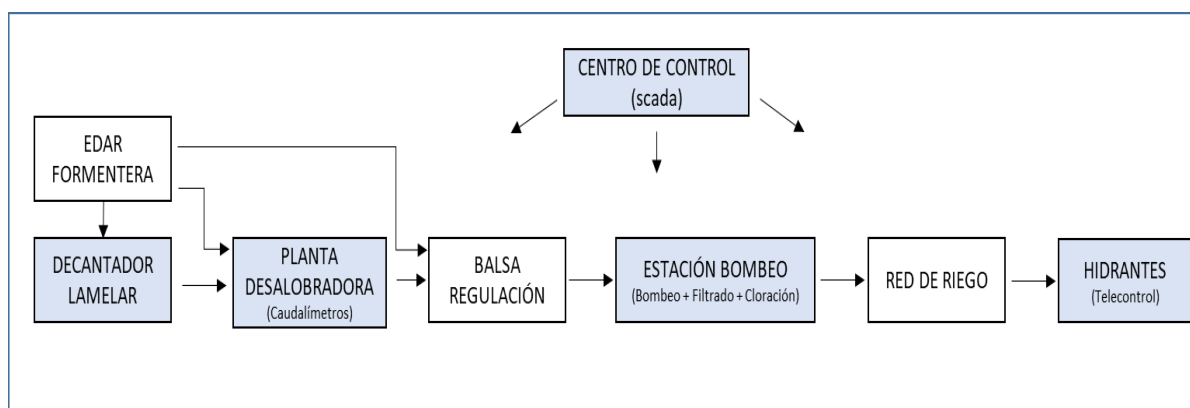 CENTRO DE CONTROL
(scada)
EDAR
FORMENTERA
DECANTADOR
LAMELAR
PLANTA
DESALOBRADORA
(Caudalímetros)
BALSA
REGULACIÓN
ESTACIÓN BOMBEO
(Bombeo + Filtrado + Cloración)
RED DE RIEGO
HIDRANTES
(Telecontrol)